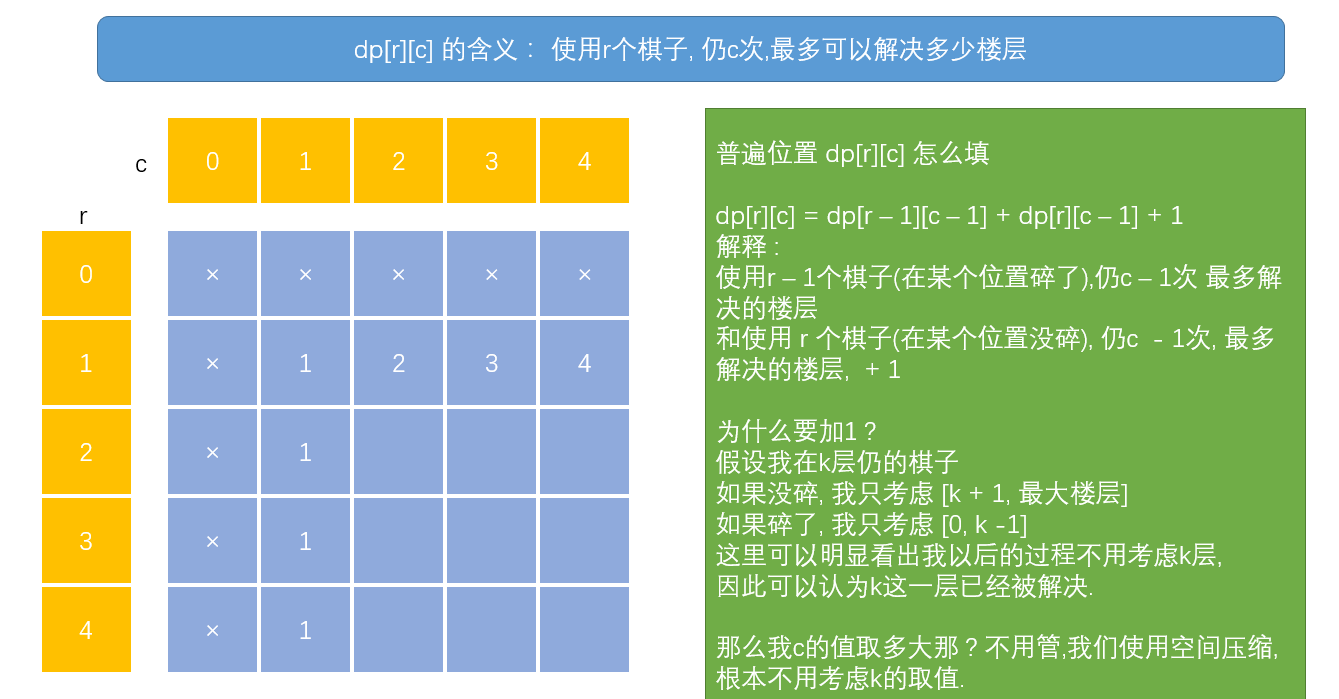 dp[r][c] 的含义 :   使用r个棋子, 仍c次,最多可以解决多少楼层
c 0 1 2 3 4
r
0 × × × × ×
1 × 1 2 3 4
2 × 1
3 × 1
4 × 1
普遍位置 dp[r][c] 怎么填
dp[r][c] = dp[r – 1][c – 1] + dp[r][c – 1] + 1
解释 :
使用r – 1个棋子(在某个位置碎了),仍c – 1次 最多解
决的楼层
和使用 r 个棋子(在某个位置没碎), 仍c  - 1次, 最多
解决的楼层,  + 1
为什么要加1 ?
假设我在k层仍的棋子
如果没碎, 我只考虑 [k + 1, 最大楼层]
如果碎了, 我只考虑 [0, k -1]
这里可以明显看出我以后的过程不用考虑k层,
因此可以认为k这一层已经被解决.
那么我c的值取多大那 ? 不用管,我们使用空间压缩,
根本不用考虑k的取值.